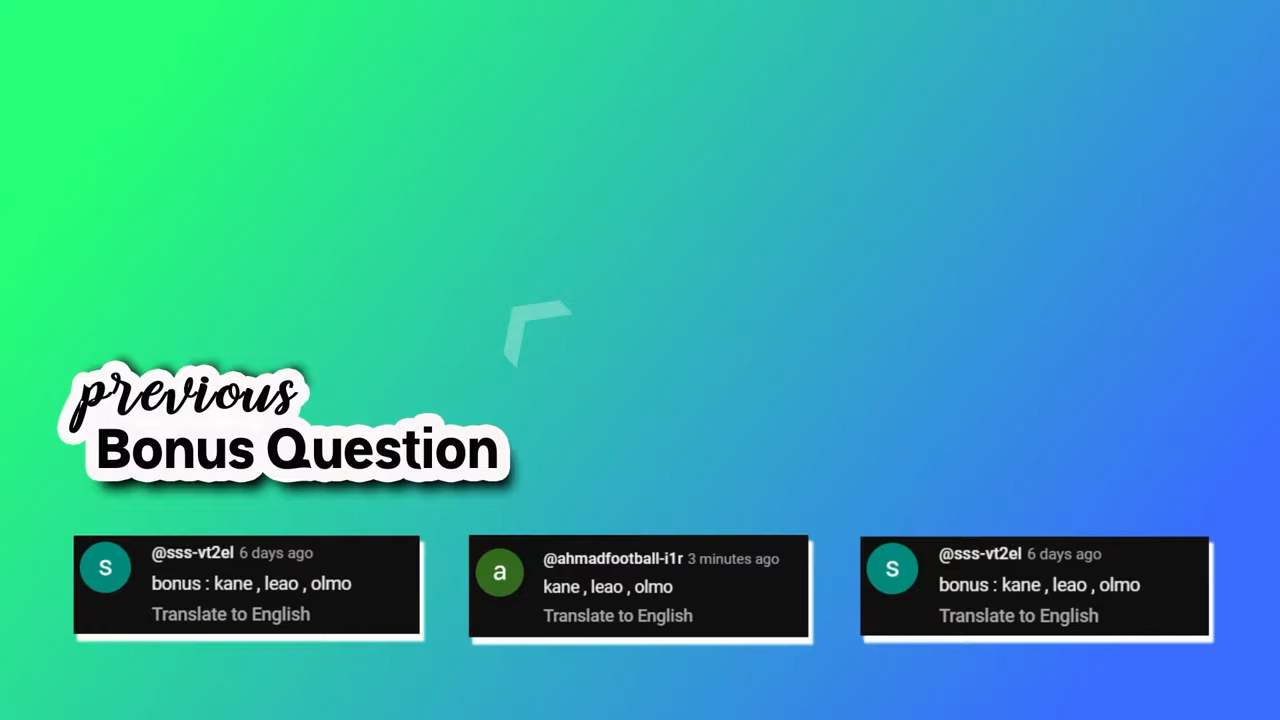 previous
Bonus Question
s
@sss-vt2el 6 days ago
bonus : kane , leao , olmo
Translate to English
a
@ahmadfootball-i1r 3 minutes ago
kane , leao , olmo
Translate to English
s
@sss-vt2el 6 days ago
bonus : kane , leao , olmo
Translate to English